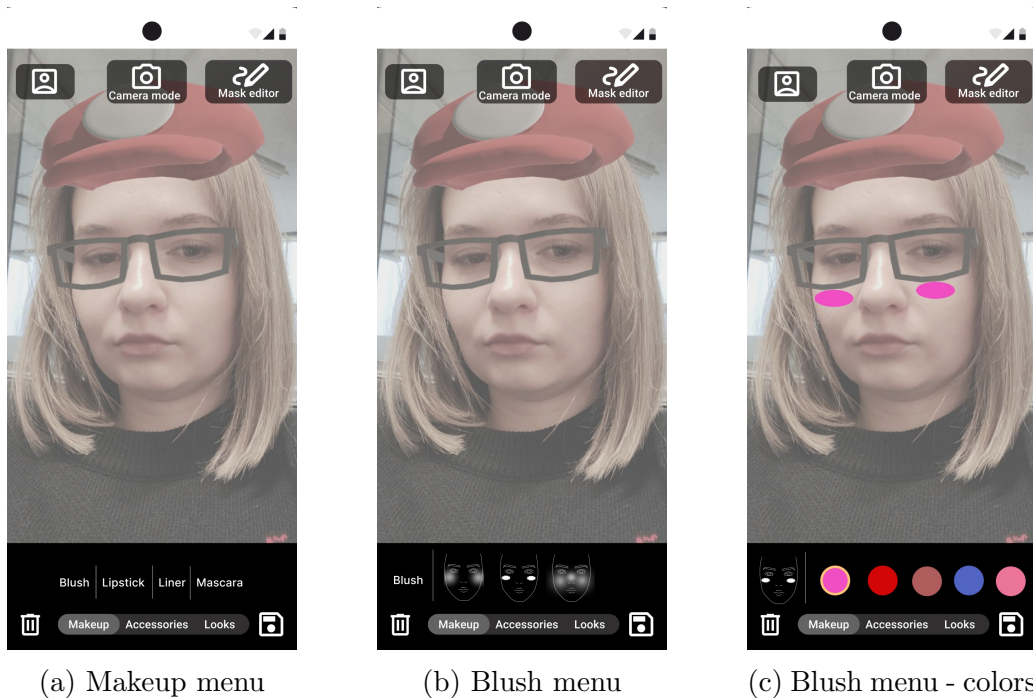 Camera mode
Mask editor
Blush
Lipstick
Liner
Mascara
Makeup
Accessories
Looks
(a) Makeup menu
Camera mode
Mask editor
Blush
Makeup
Accessories
Looks
(b) Blush menu
Camera mode
Mask editor
Makeup
Accessories
Looks
(c) Blush menu - colors